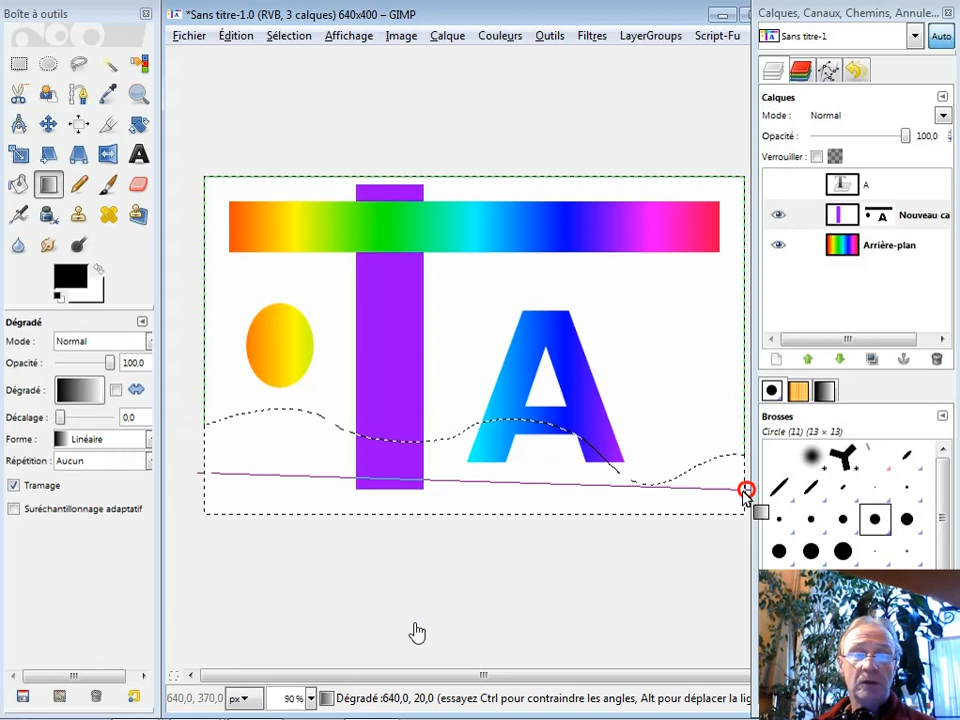 Boîte à outils
*Sans titre-1.0 (RVB, 3 calques) 640x400 – GIMP
Calques, Canaux, Chemins, Annule...
Fichier Édition Sélection Affichage Image Calque Couleurs Outils Filtres LayerGroups Script-Fu
Sans titre-1
Auto
Calques
Mode : Normal
Opacité : 100,0
Verrouiller :
A
Nouveau ca
Arrière-plan
A
Dégradé
Mode : Normal
Opacité : 100,0
Dégradé :
Décalage : 0,0
Forme : Linéaire
Répétition : Aucun
Tramage
Suréchantillonnage adaptatif
Brosses
Circle (11) (13 × 13)
640,0, 370,0 px 90 % Dégradé :640,0, 20,0 (essayez Ctrl pour contraindre les angles, Alt pour déplacer la lig